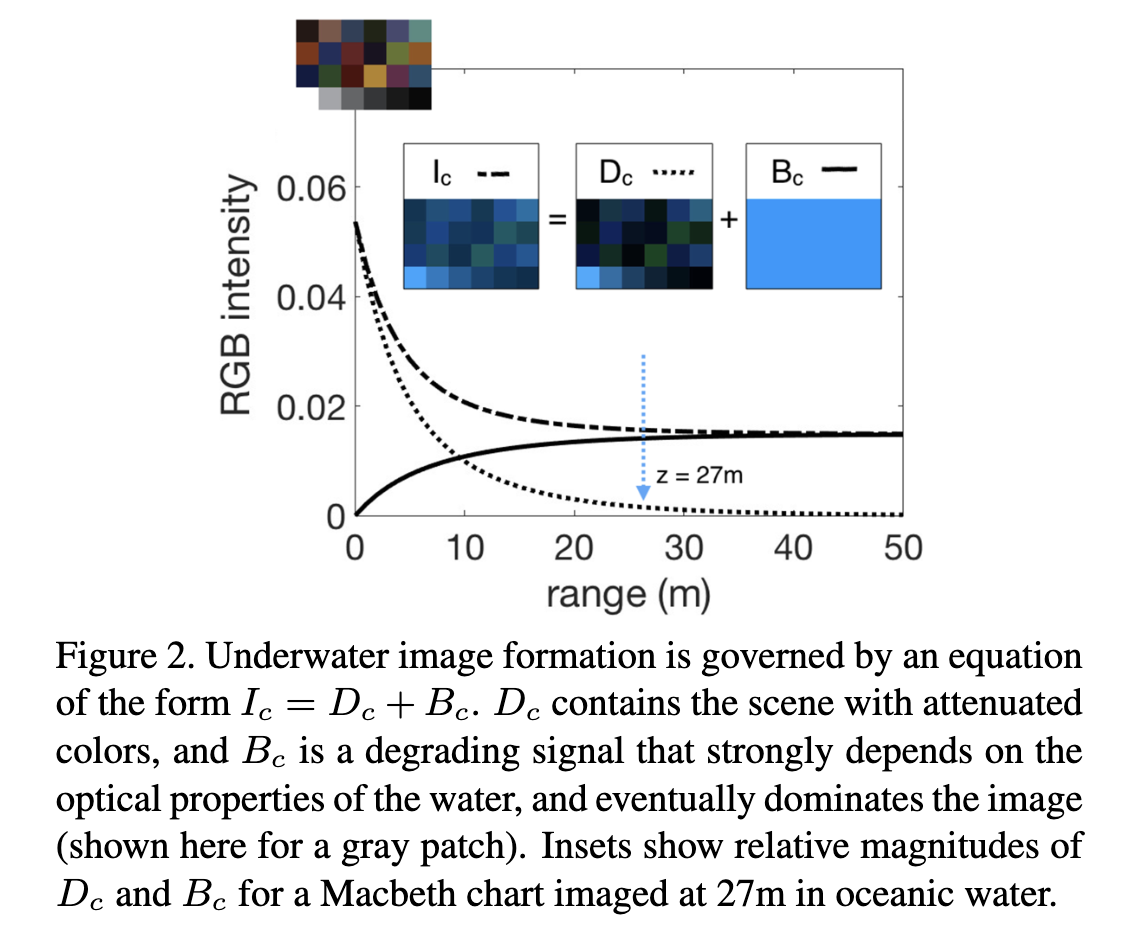 I_c = D_c + B_c
RGB intensity
0.06
0.04
0.02
0
z = 27m
0 10 20 30 40 50
range (m)
Figure 2. Underwater image formation is governed by an equation
of the form I_c = D_c + B_c. D_c contains the scene with attenuated
colors, and B_c is a degrading signal that strongly depends on the
optical properties of the water, and eventually dominates the image
(shown here for a gray patch). Insets show relative magnitudes of
D_c and B_c for a Macbeth chart imaged at 27m in oceanic water.